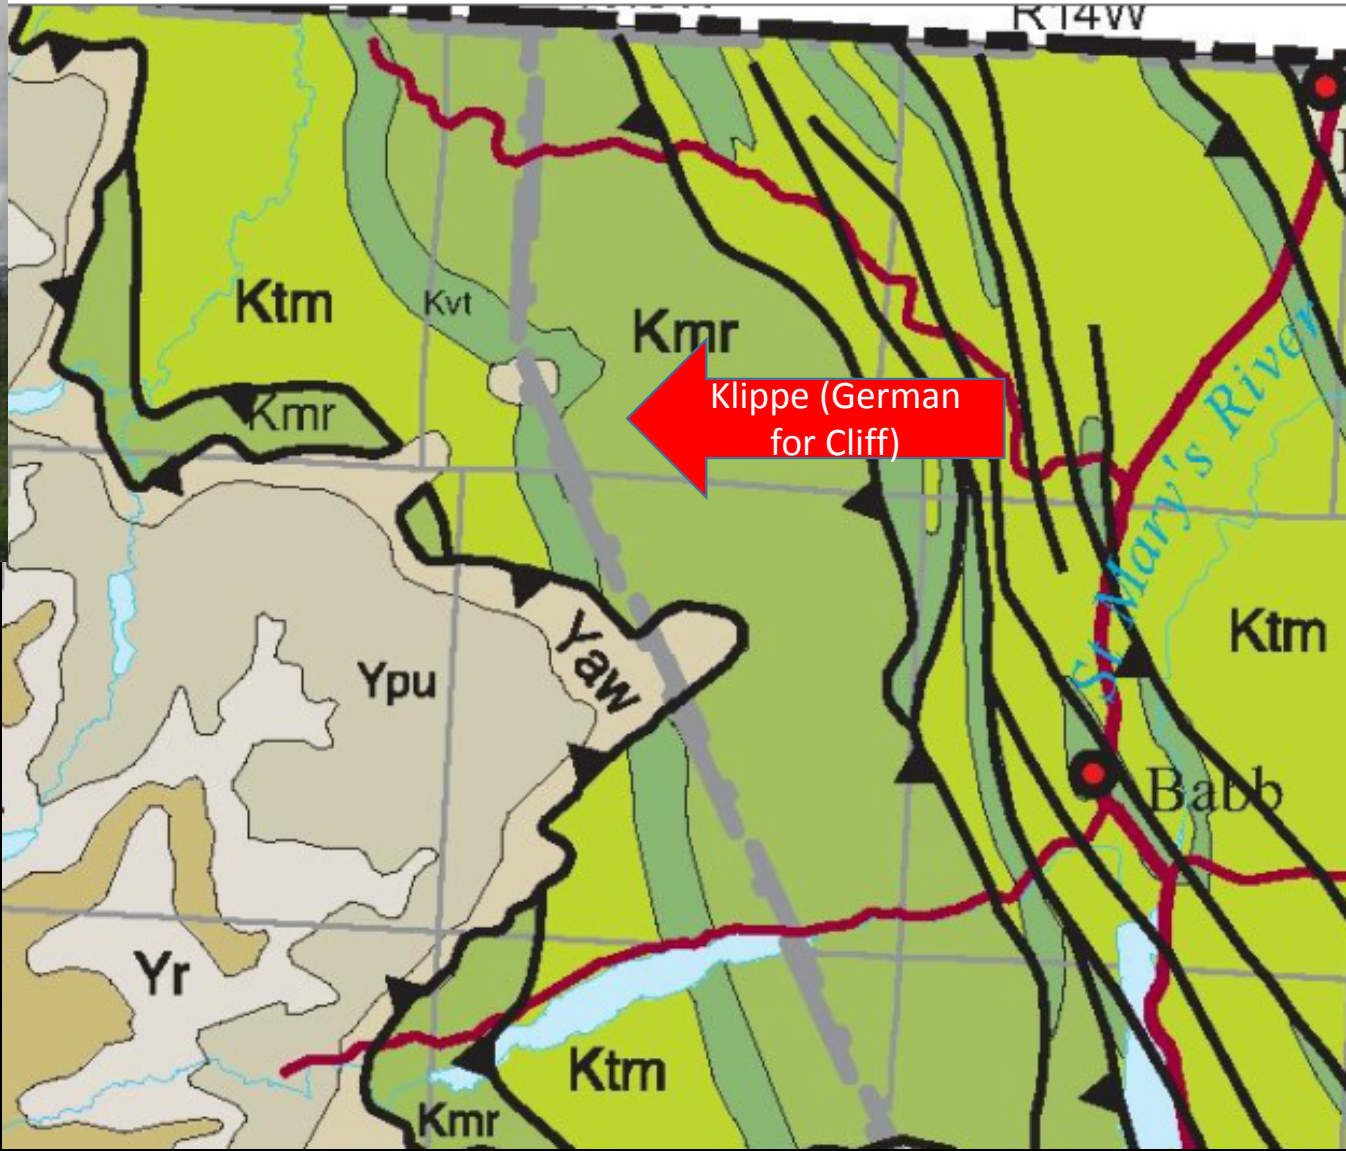 R14W
Ktm
Kvt
Kmr
Klippe (German
for Cliff)
Kmr
St Mary's River
Yaw
Ktm
Ypu
Babb
Yr
Ktm
Kmr